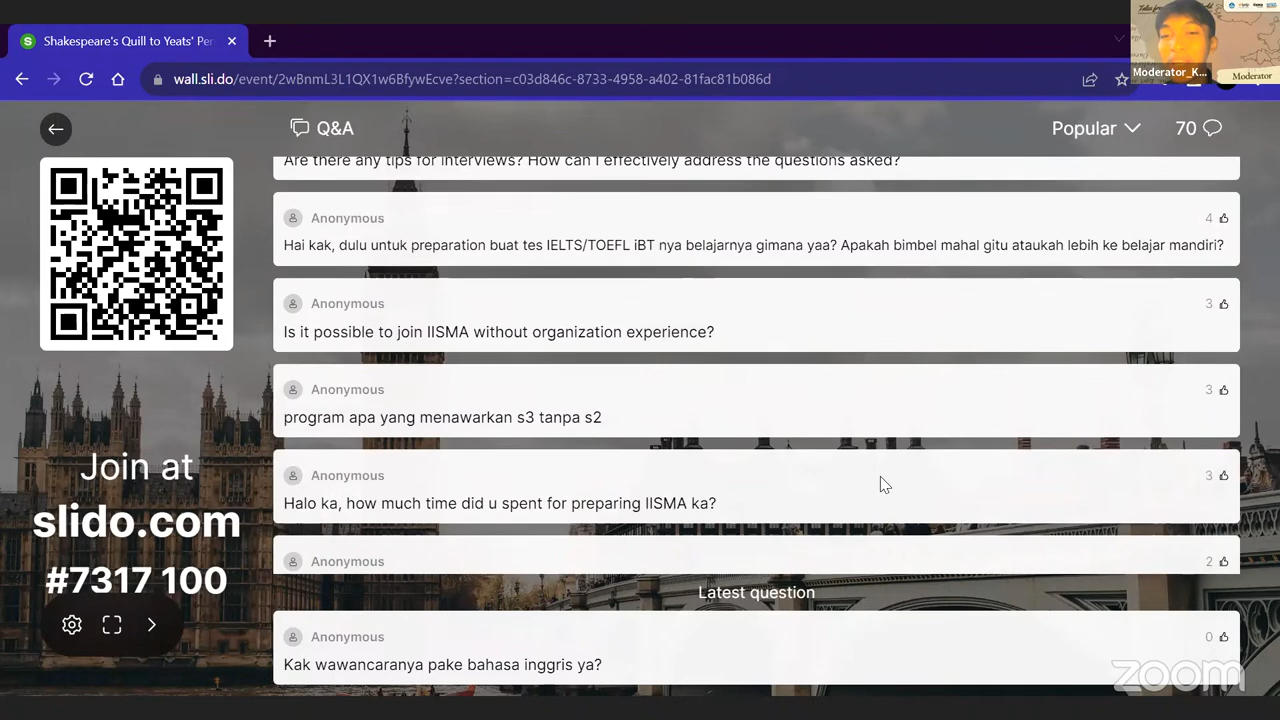 Shakespeare's Quill to Yeats' Pe
wall.sli.do/event/2wBnmL3L1QX1w6BfywEcve?section=c03d846c-8733-4958-a402-81fac81b086d
Moderator_K...
Moderator
Q&A
Popular
70
Are there any tips for interviews? How can I effectively address the questions asked?
Anonymous
4
Hai kak, dulu untuk preparation buat tes IELTS/TOEFL iBT nya belajarnya gimana yaa? Apakah bimbel mahal gitu ataukah lebih ke belajar mandiri?
Anonymous
3
Is it possible to join IISMA without organization experience?
Anonymous
3
program apa yang menawarkan s3 tanpa s2
Anonymous
3
Halo ka, how much time did u spent for preparing IISMA ka?
Anonymous
2
Latest question
Anonymous
0
Kak wawancaranya pake bahasa inggris ya?
Join at
slido.com
#7317 100
zoom